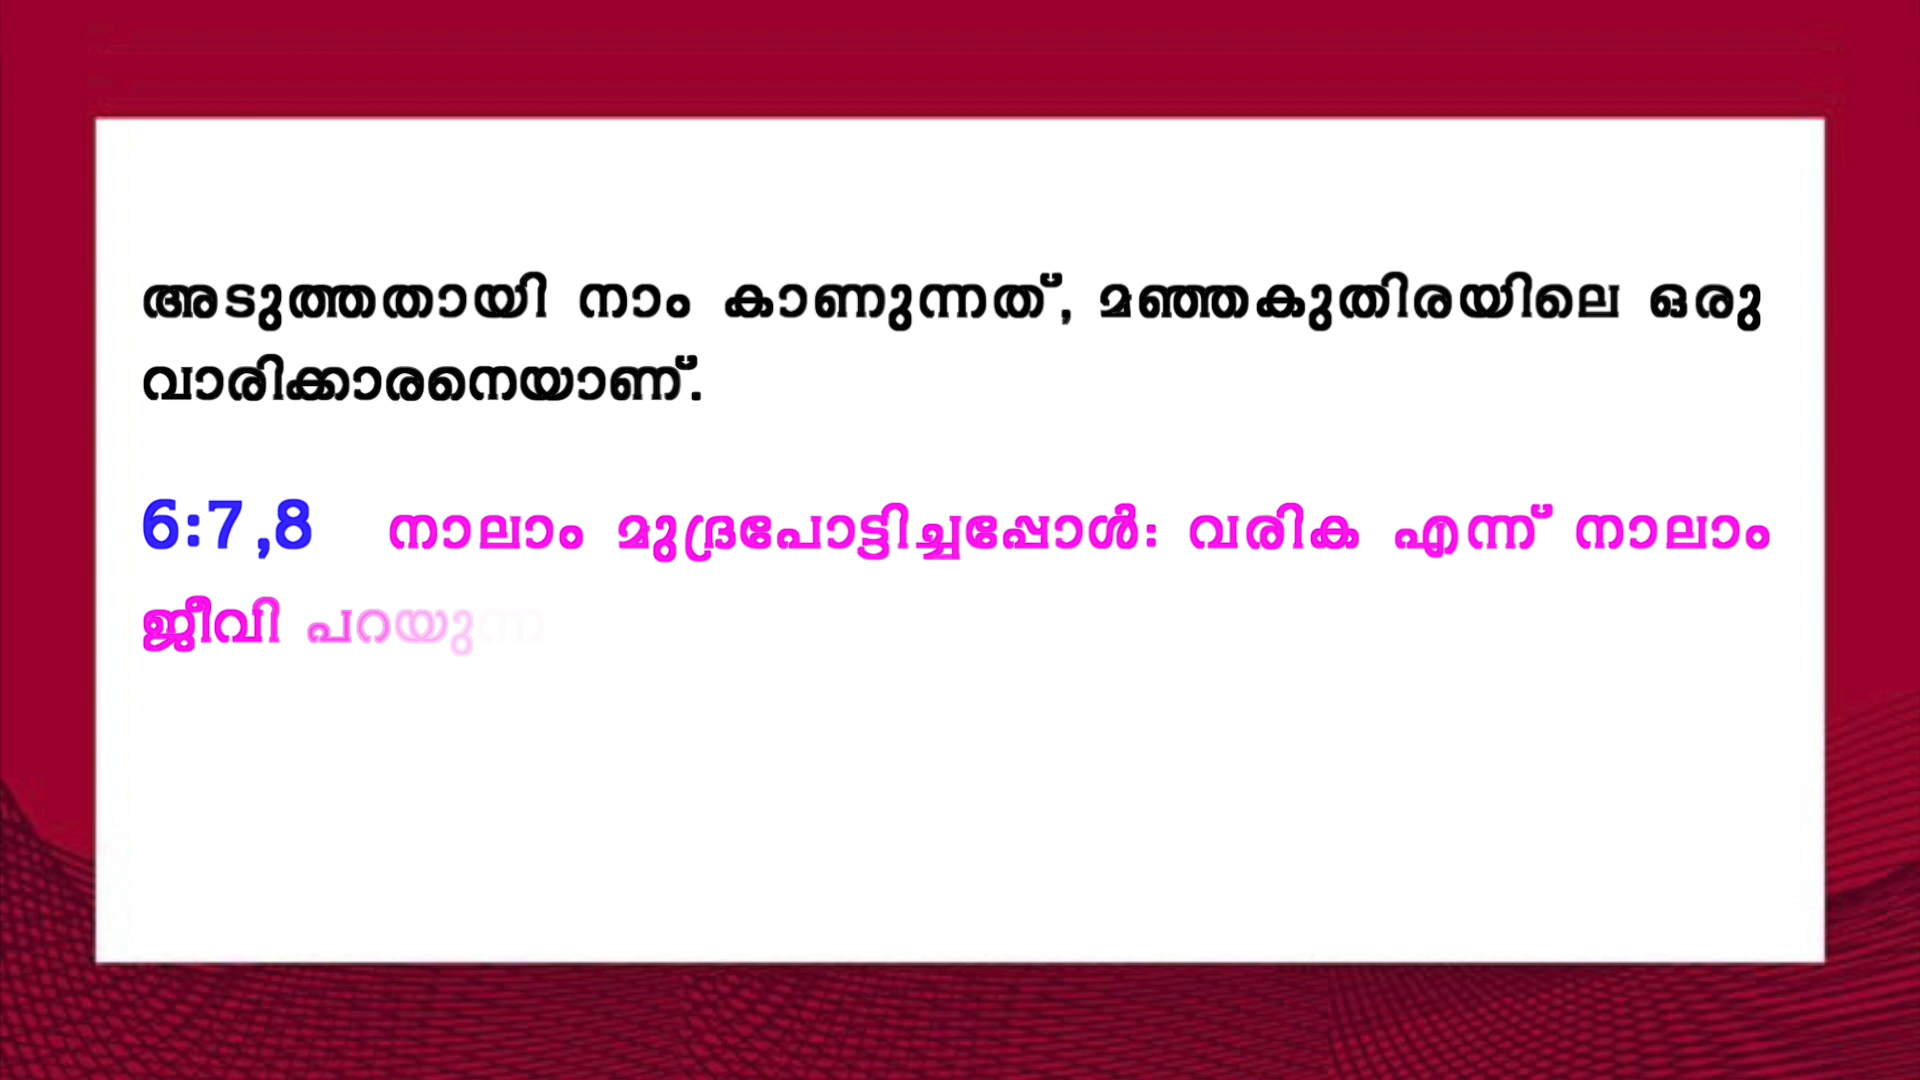 അടുത്തതായി നാം കാണുന്നത്, മഞ്ഞകുതിരയിലെ ഒരു
വാരിക്കാരനെയാണ്.
6:7,8 നാലാം മുദ്രപോട്ടിച്ചപ്പോൾ: വരിക എന്ന് നാലാം
ജീവി പറയുന്ന